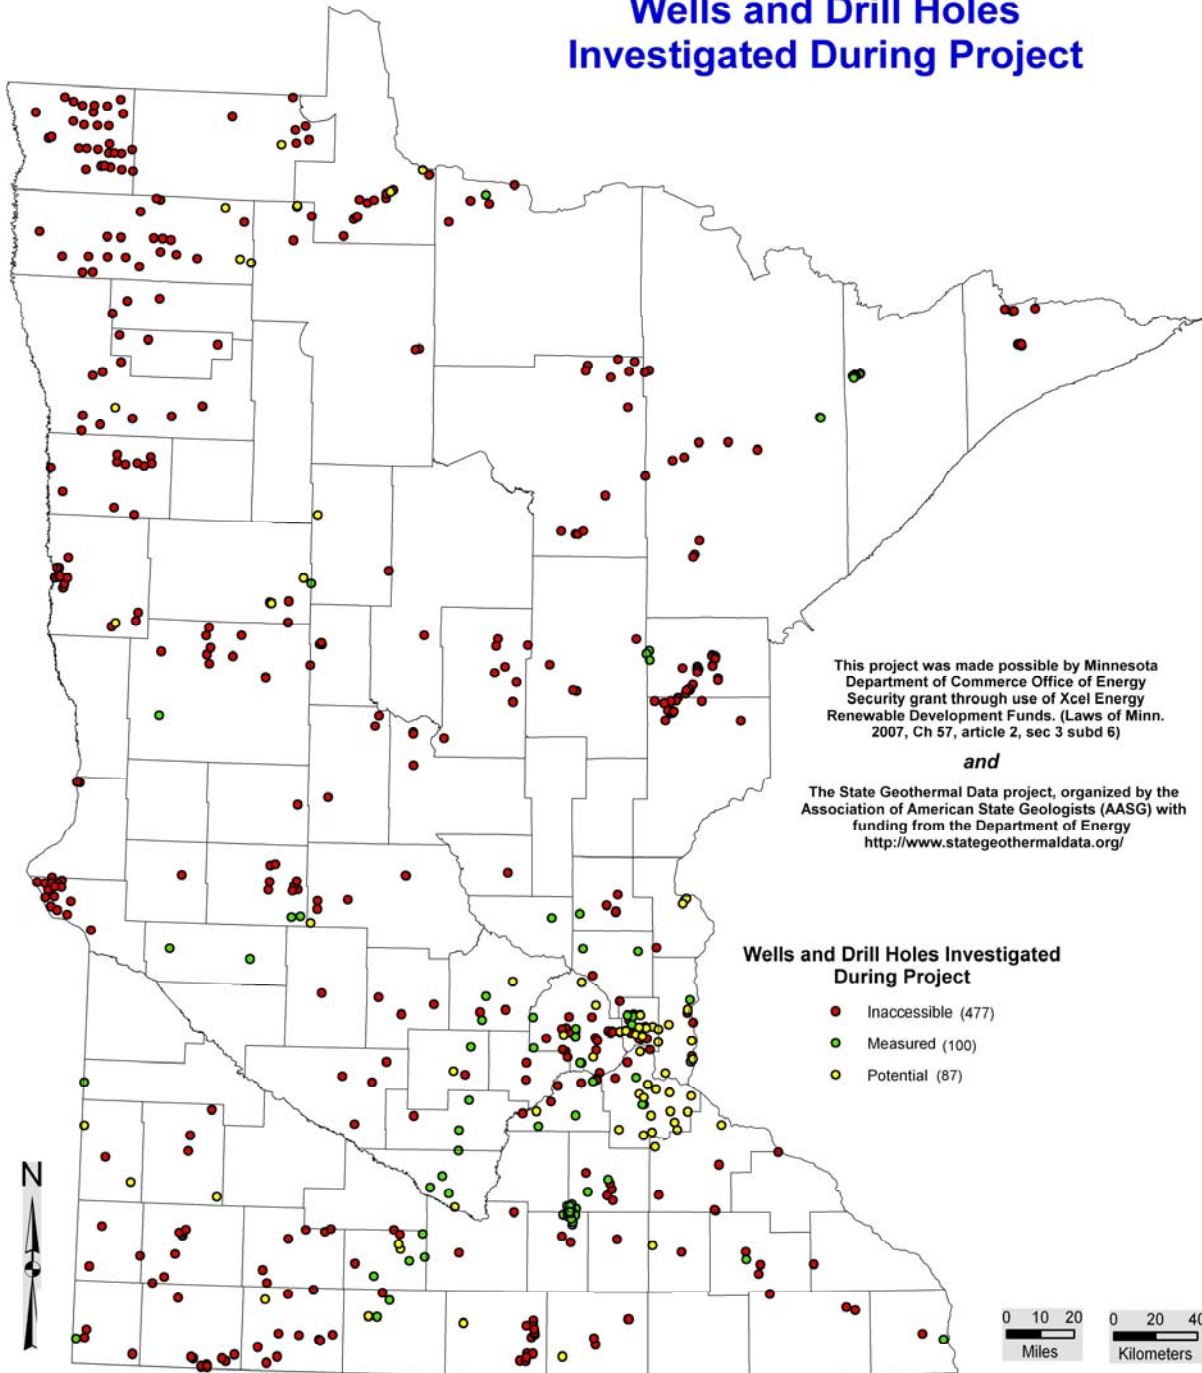 Wells and Drill Holes
Investigated During Project
This project was made possible by Minnesota
Department of Commerce Office of Energy
Security grant through use of Xcel Energy
Renewable Development Funds. (Laws of Minn.
2007, Ch 57, article 2, sec 3 subd 6)
and
The State Geothermal Data project, organized by the
Association of American State Geologists (AASG) with
funding from the Department of Energy
http://www.stategeothermaldata.org/
Wells and Drill Holes Investigated
During Project
Inaccessible (477)
Measured (100)
Potential (87)
N
0 10 20
Miles
0 20 40
Kilometers